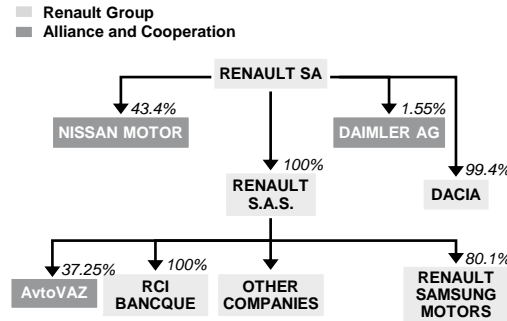 Renault Group
Alliance and Cooperation
RENAULT SA
43.4%
1.55%
NISSAN MOTOR
DAIMLER AG
100%
99.4%
RENAULT
S.A.S.
DACIA
37.25%
100%
80.1%
AvtoVAZ
RCI
BANCQUE
OTHER
COMPANIES
RENAULT
SAMSUNG
MOTORS